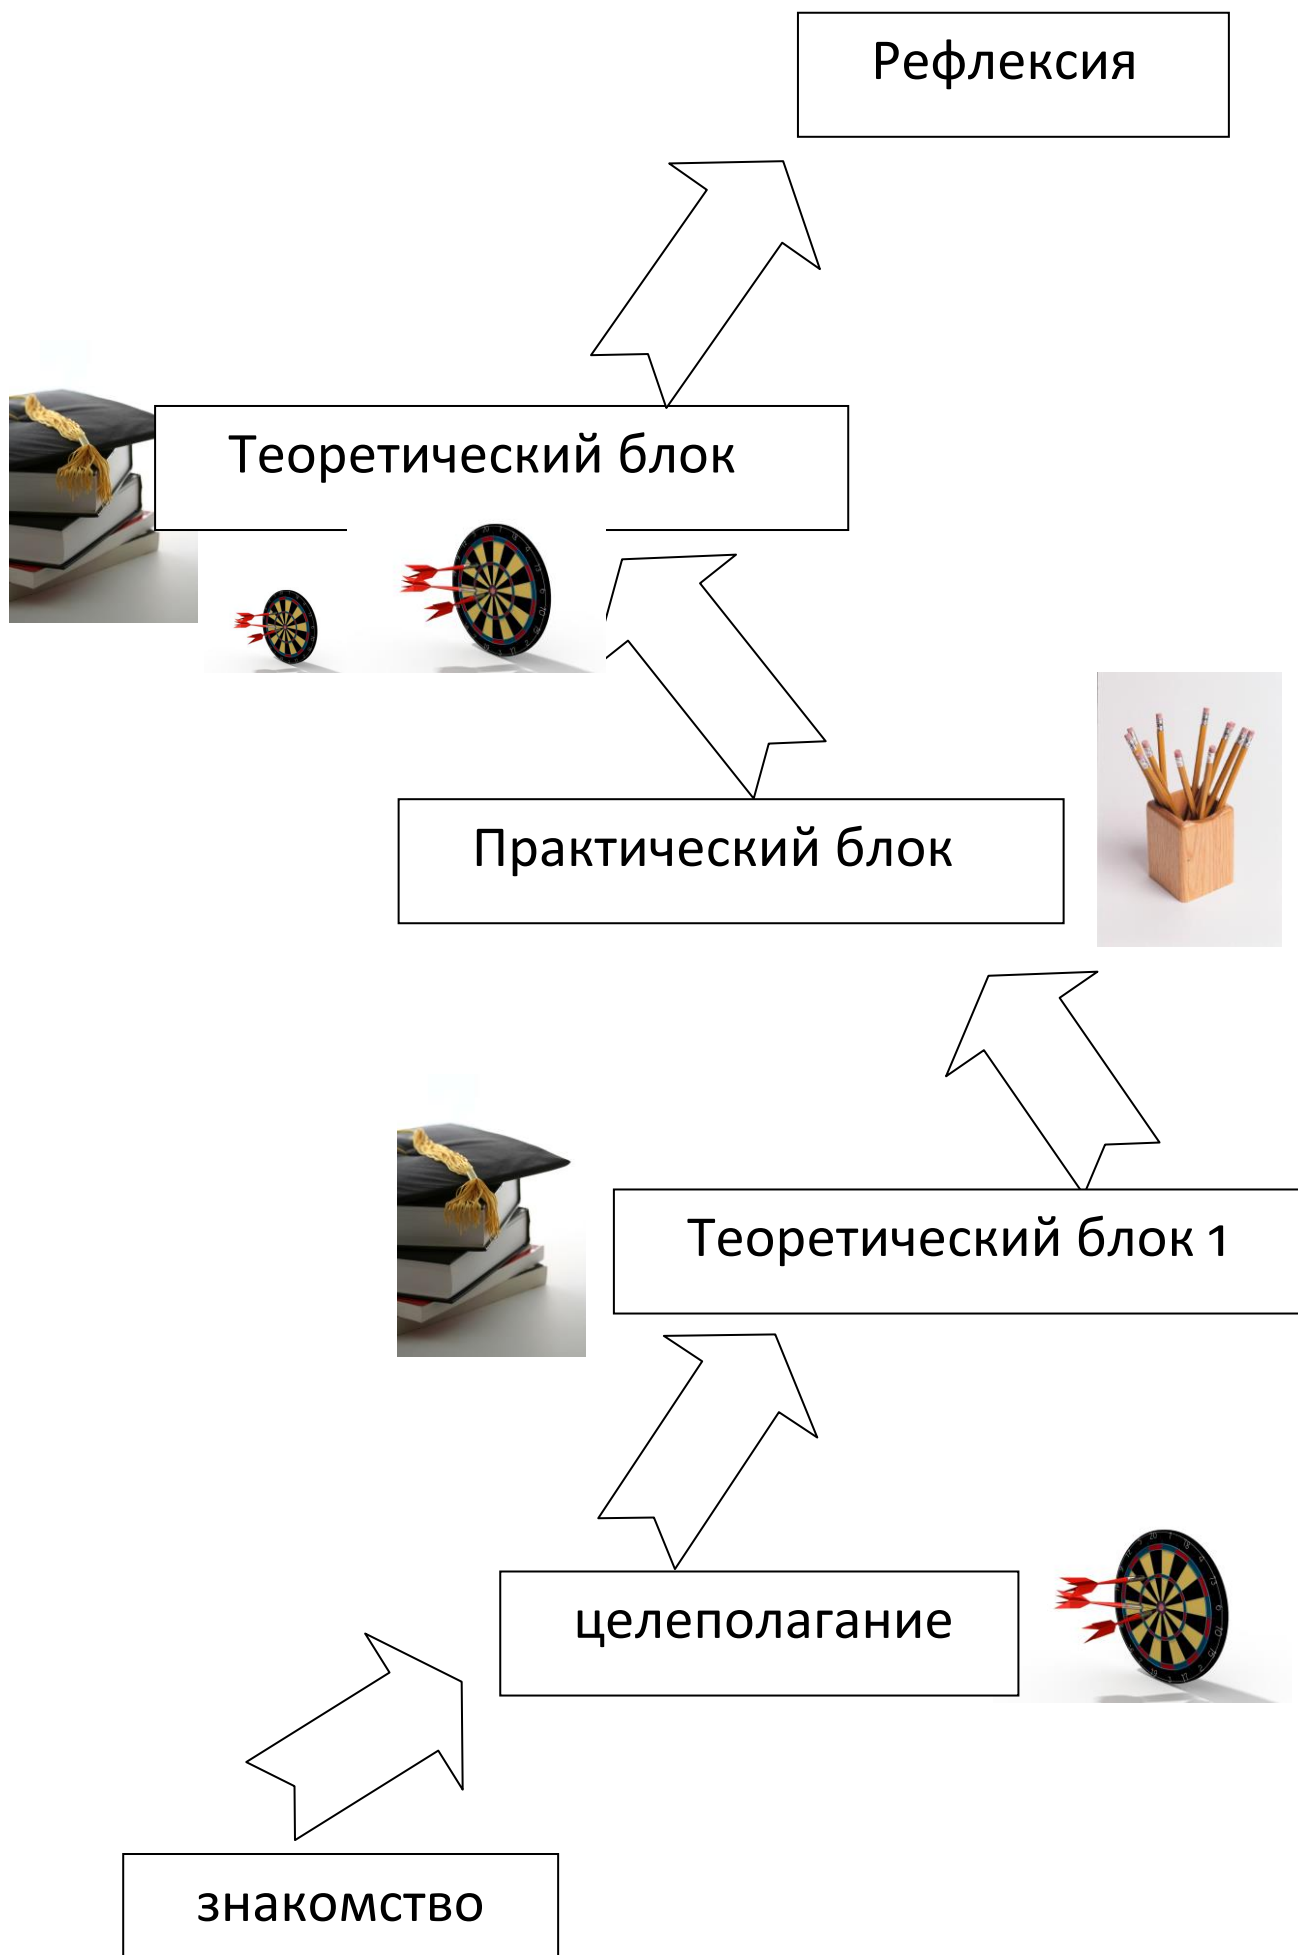 Рефлексия
Теоретический блок
Практический блок
Теоретический блок 1
целеполагание
знакомство